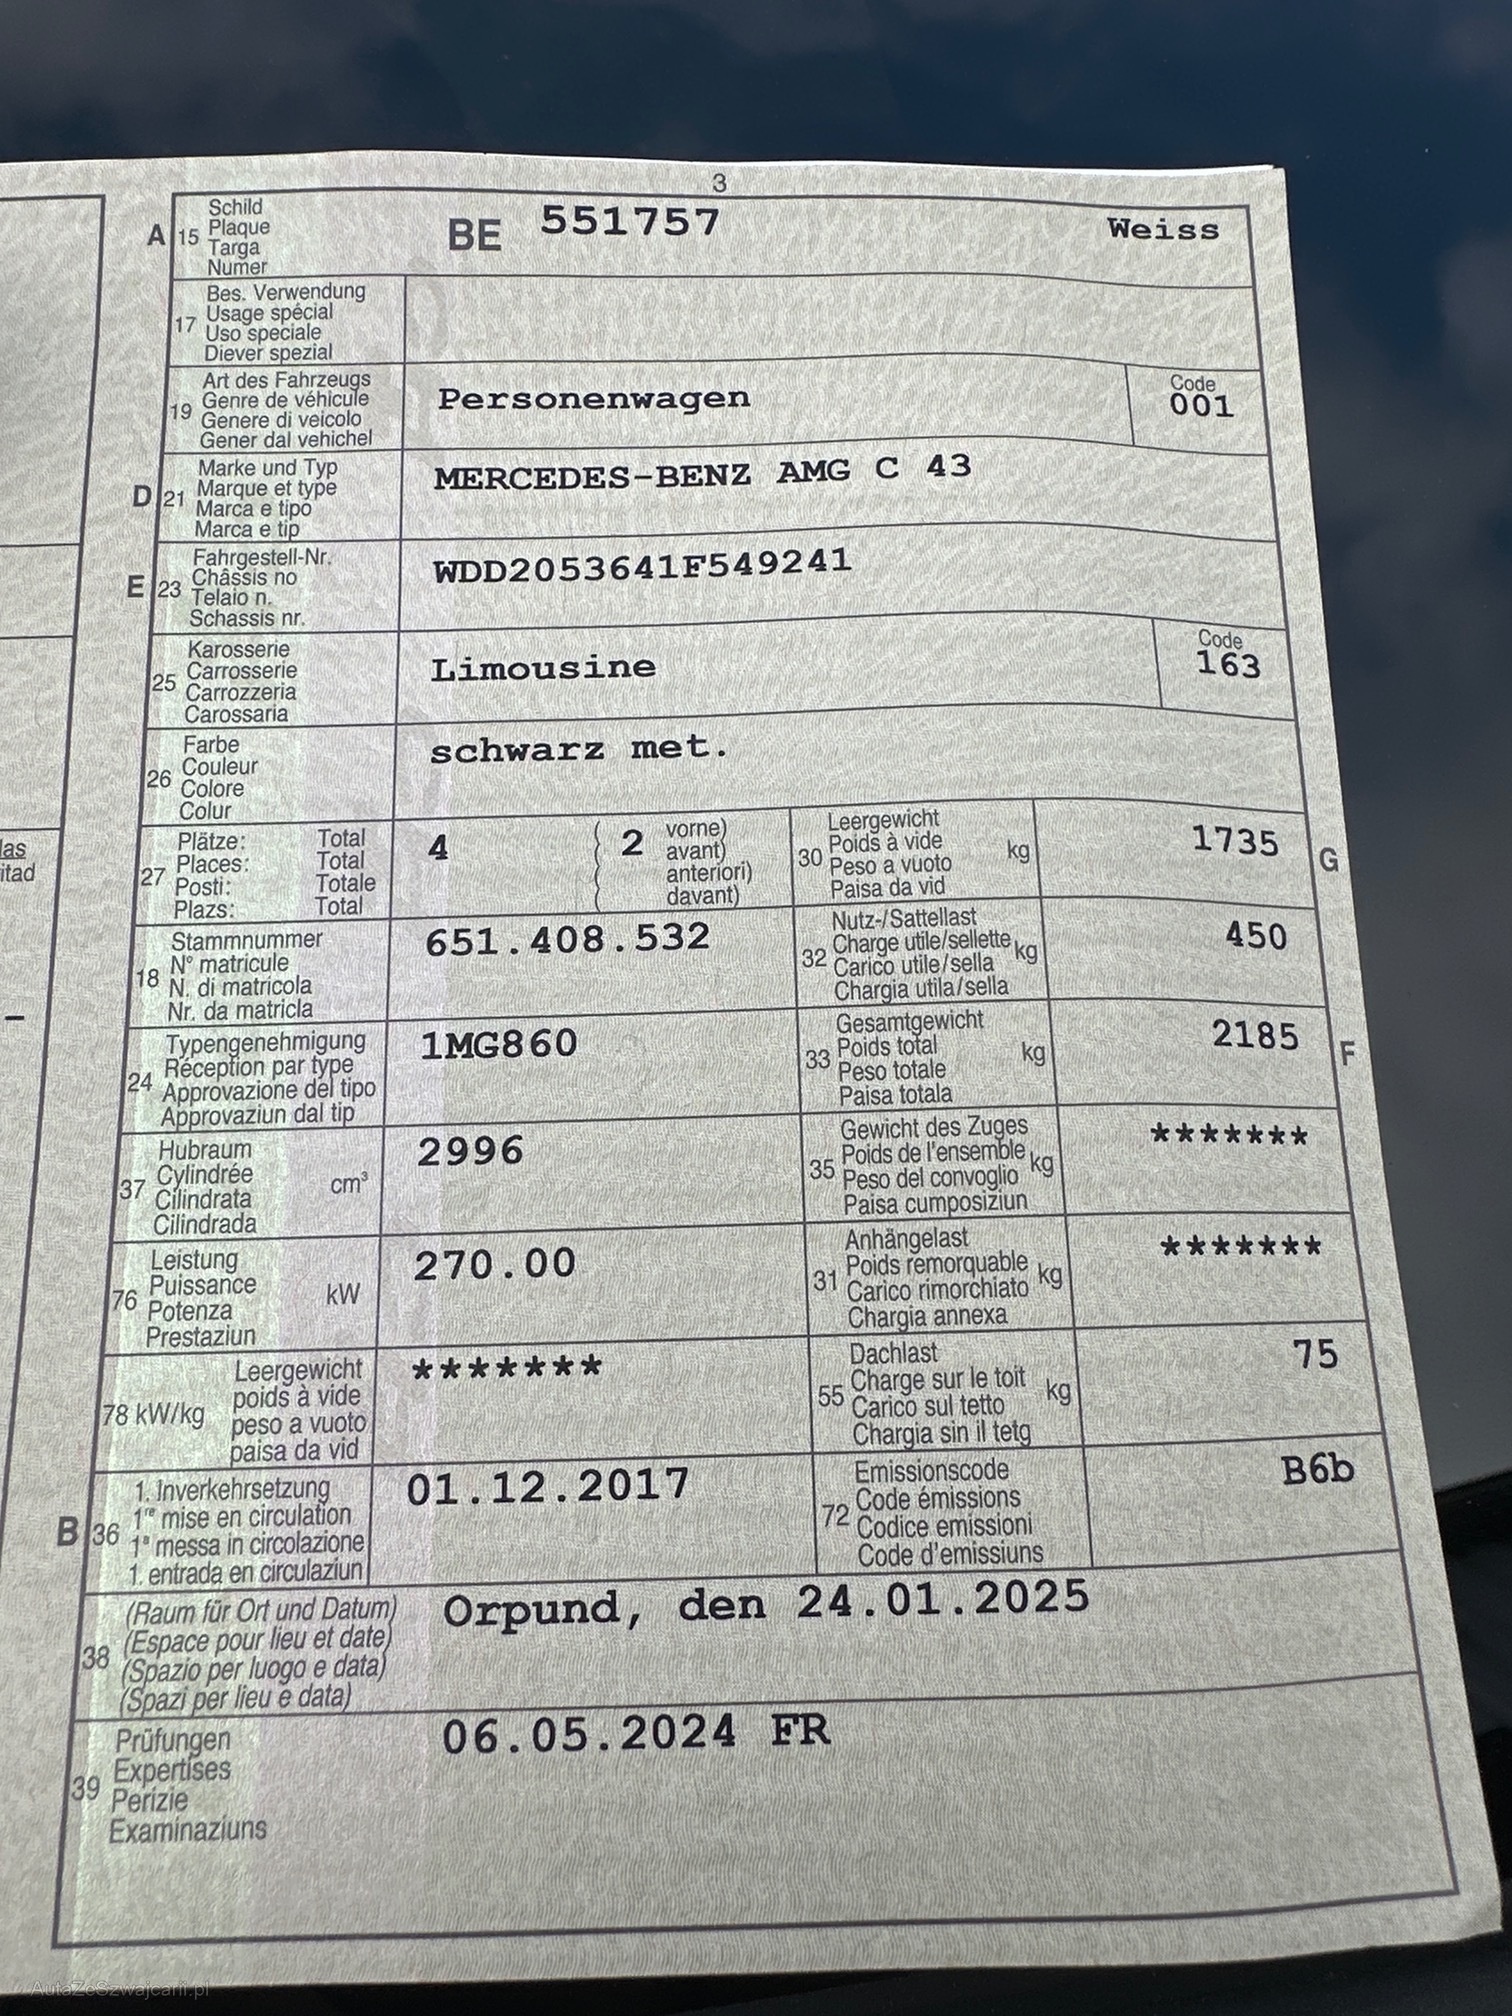 3
A 15 Schild
Plaque
Targa
Numer
BE 551757 Weiss
17 Bes. Verwendung
Usage spécial
Uso speciale
Diever spezial
19 Art des Fahrzeugs
Genre de véhicule
Genere di veicolo
Gener dal vehichel
Personenwagen
Code
001
D 21 Marke und Typ
Marque et type
Marca e tipo
Marca e tip
MERCEDES-BENZ AMG C 43
E 23 Fahrgestell-Nr.
Châssis no
Telaio n.
Schassis nr.
WDD2053641F549241
25 Karosserie
Carrosserie
Carrozzeria
Carossaria
Limousine
Code
163
26 Farbe
Couleur
Colore
Colur
schwarz met.
27 Plätze: Total
Places: Total
Posti: Totale
Plazs: Total
4 ( 2 vorne)
( avant)
( anteriori)
( davant)
30 Leergewicht
Poids à vide
Peso a vuoto
Paisa da vid
kg
1735
G
18 Stammnummer
N° matricule
N. di matricola
Nr. da matricla
651.408.532
32 Nutz-/Sattellast
Charge utile/sellette
Carico utile/sella
Chargia utila/sella
kg
450
24 Typengenehmigung
Réception par type
Approvazione del tipo
Approvaziun dal tip
1MG860
33 Gesamtgewicht
Poids total
Peso totale
Paisa totala
kg
2185
F
37 Hubraum
Cylindrée
Cilindrata
Cilindrada
cm³
2996
35 Gewicht des Zuges
Poids de l'ensemble
Peso del convoglio
Paisa cumposiziun
kg
*******
76 Leistung
Puissance
Potenza
Prestaziun
kW
270.00
31 Anhängelast
Poids remorquable
Carico rimorchiato
Chargia annexa
kg
*******
78 kW/kg
Leergewicht
poids à vide
peso a vuoto
paisa da vid
*******
55 Dachlast
Charge sur le toit
Carico sul tetto
Chargia sin il tetg
kg
75
B 36 1. Inverkehrsetzung
1re mise en circulation
1a messa in circolazione
1. entrada en circulaziun
01.12.2017
72 Emissionscode
Code émissions
Codice emissioni
Code d'emissiuns
B6b
38 (Raum für Ort und Datum)
(Espace pour lieu et date)
(Spazio per luogo e data)
(Spazi per lieu e data)
Orpund, den 24.01.2025
39 Prüfungen
Expertises
Perizie
Examinaziuns
06.05.2024 FR
AutaZeSzwajcarii.pl